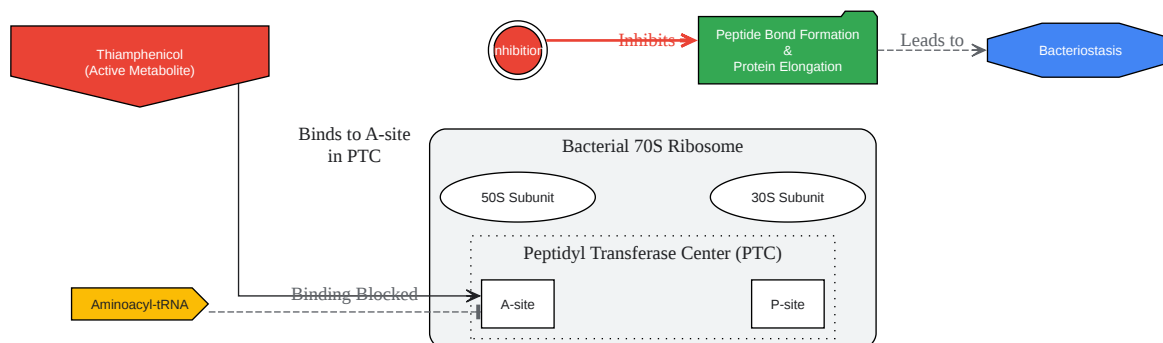 Thiamphenicol
(Active Metabolite)
Inhibition
Inhibits
Peptide Bond Formation
&
Protein Elongation
Leads to
Bacteriostasis
Binds to A-site
in PTC
Bacterial 70S Ribosome
50S Subunit
30S Subunit
Peptidyl Transferase Center (PTC)
Aminoacyl-tRNA
Binding Blocked
A-site
P-site